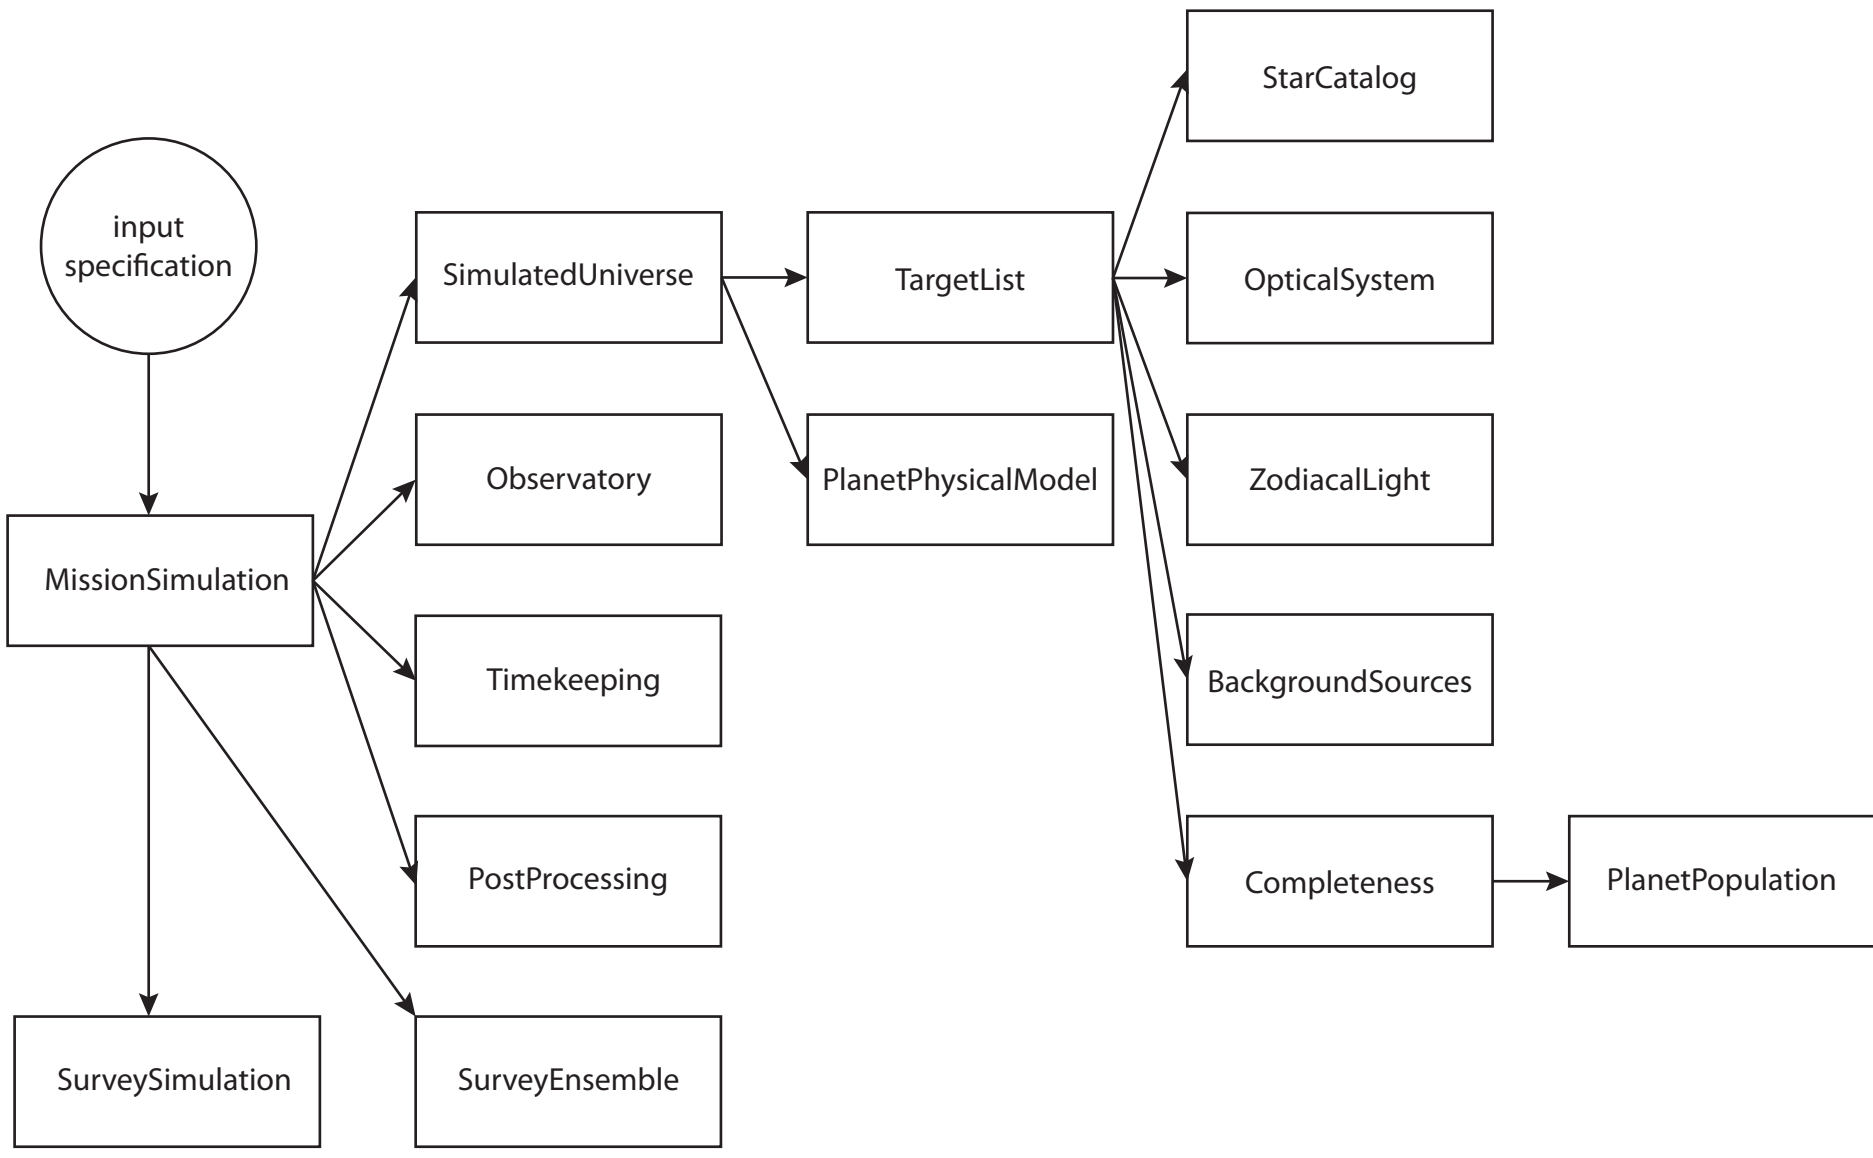 StarCatalog
input
specification
SimulatedUniverse
TargetList
OpticalSystem
Observatory
PlanetPhysicalModel
ZodiacalLight
MissionSimulation
Timekeeping
BackgroundSources
PostProcessing
Completeness
PlanetPopulation
SurveySimulation
SurveyEnsemble